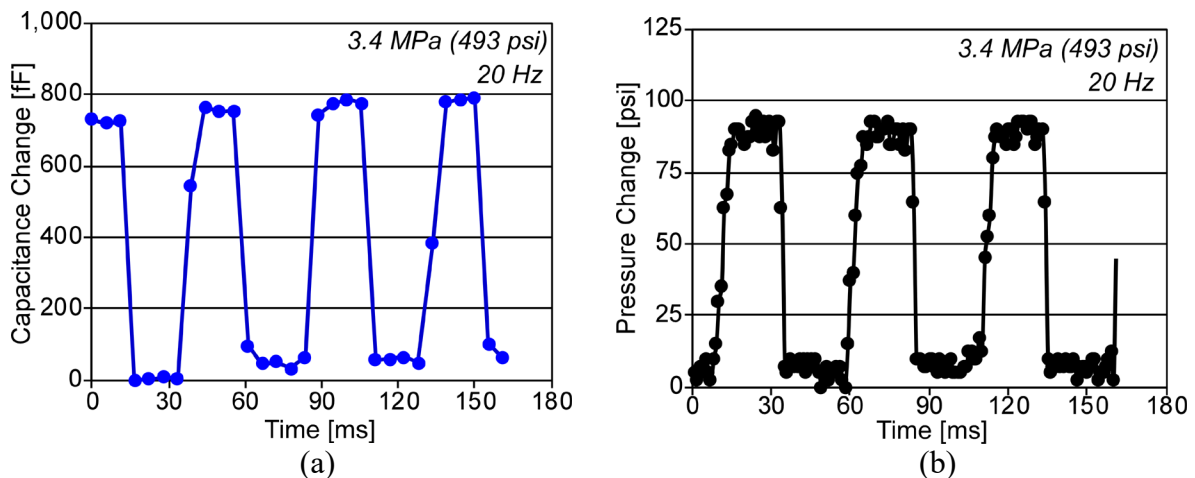 1,000
800
600
400
200
0
Capacitance Change [fF]
3.4 MPa (493 psi)
20 Hz
0 30 60 90 120 150 180
Time [ms]
(a)
125
100
75
50
25
0
Pressure Change [psi]
3.4 MPa (493 psi)
20 Hz
0 30 60 90 120 150 180
Time [ms]
(b)